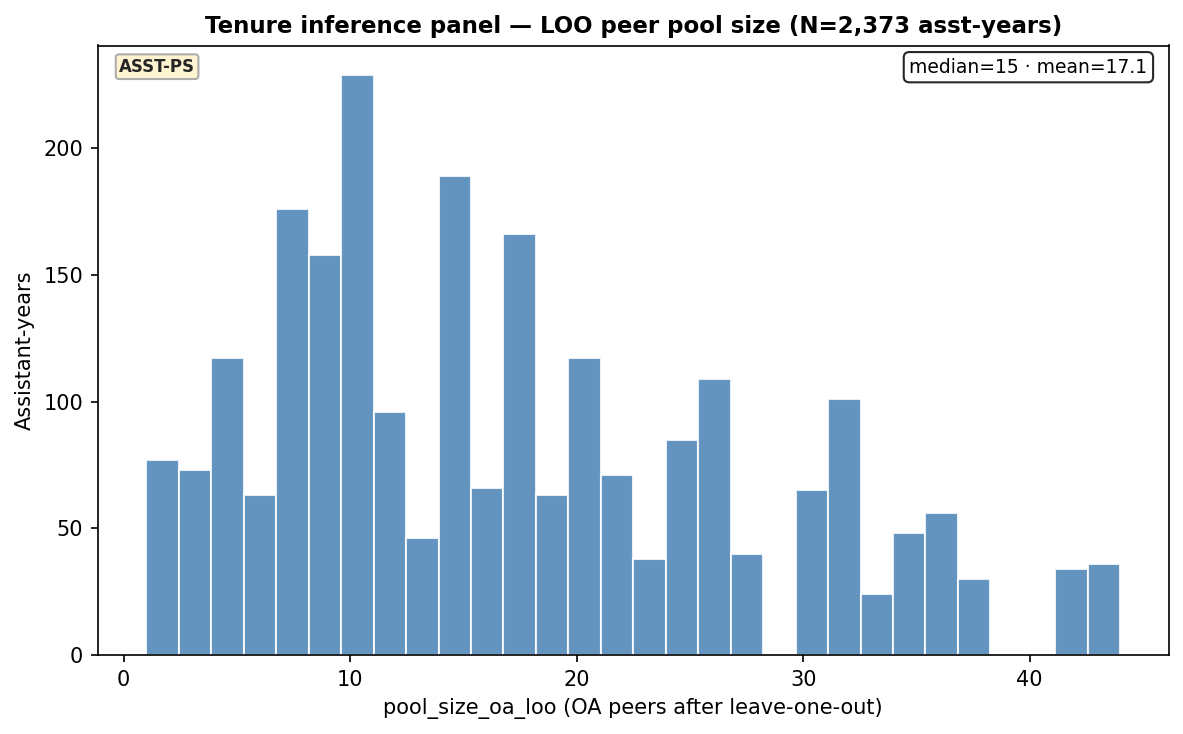 Tenure inference panel — LOO peer pool size (N=2,373 asst-years)
ASST-PS
median=15 · mean=17.1
Assistant-years
200
150
100
50
0
0 10 20 30 40
pool_size_oa_loo (OA peers after leave-one-out)